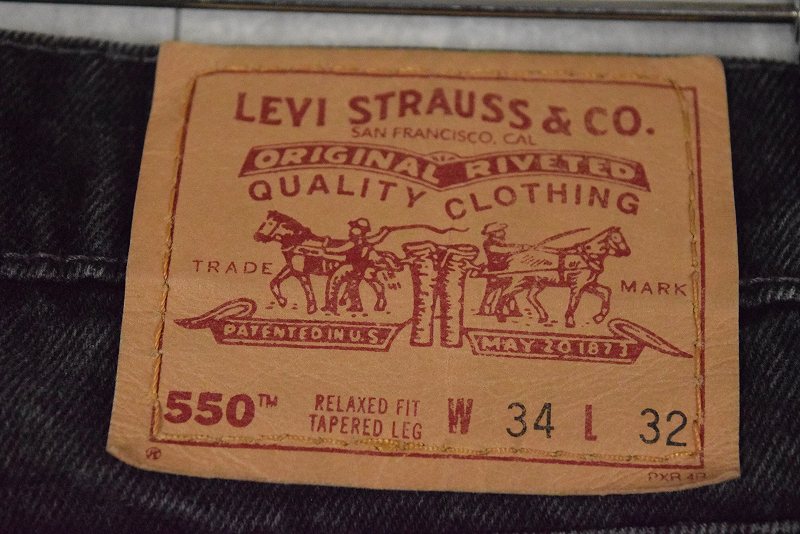 LEVI STRAUSS & CO.
SAN FRANCISCO, CAL
ORIGINAL RIVETED
QUALITY CLOTHING
TRADE MARK
PATENTED IN U.S. MAY 20 1873
550™ RELAXED FIT W 34 L 32
TAPERED LEG
®